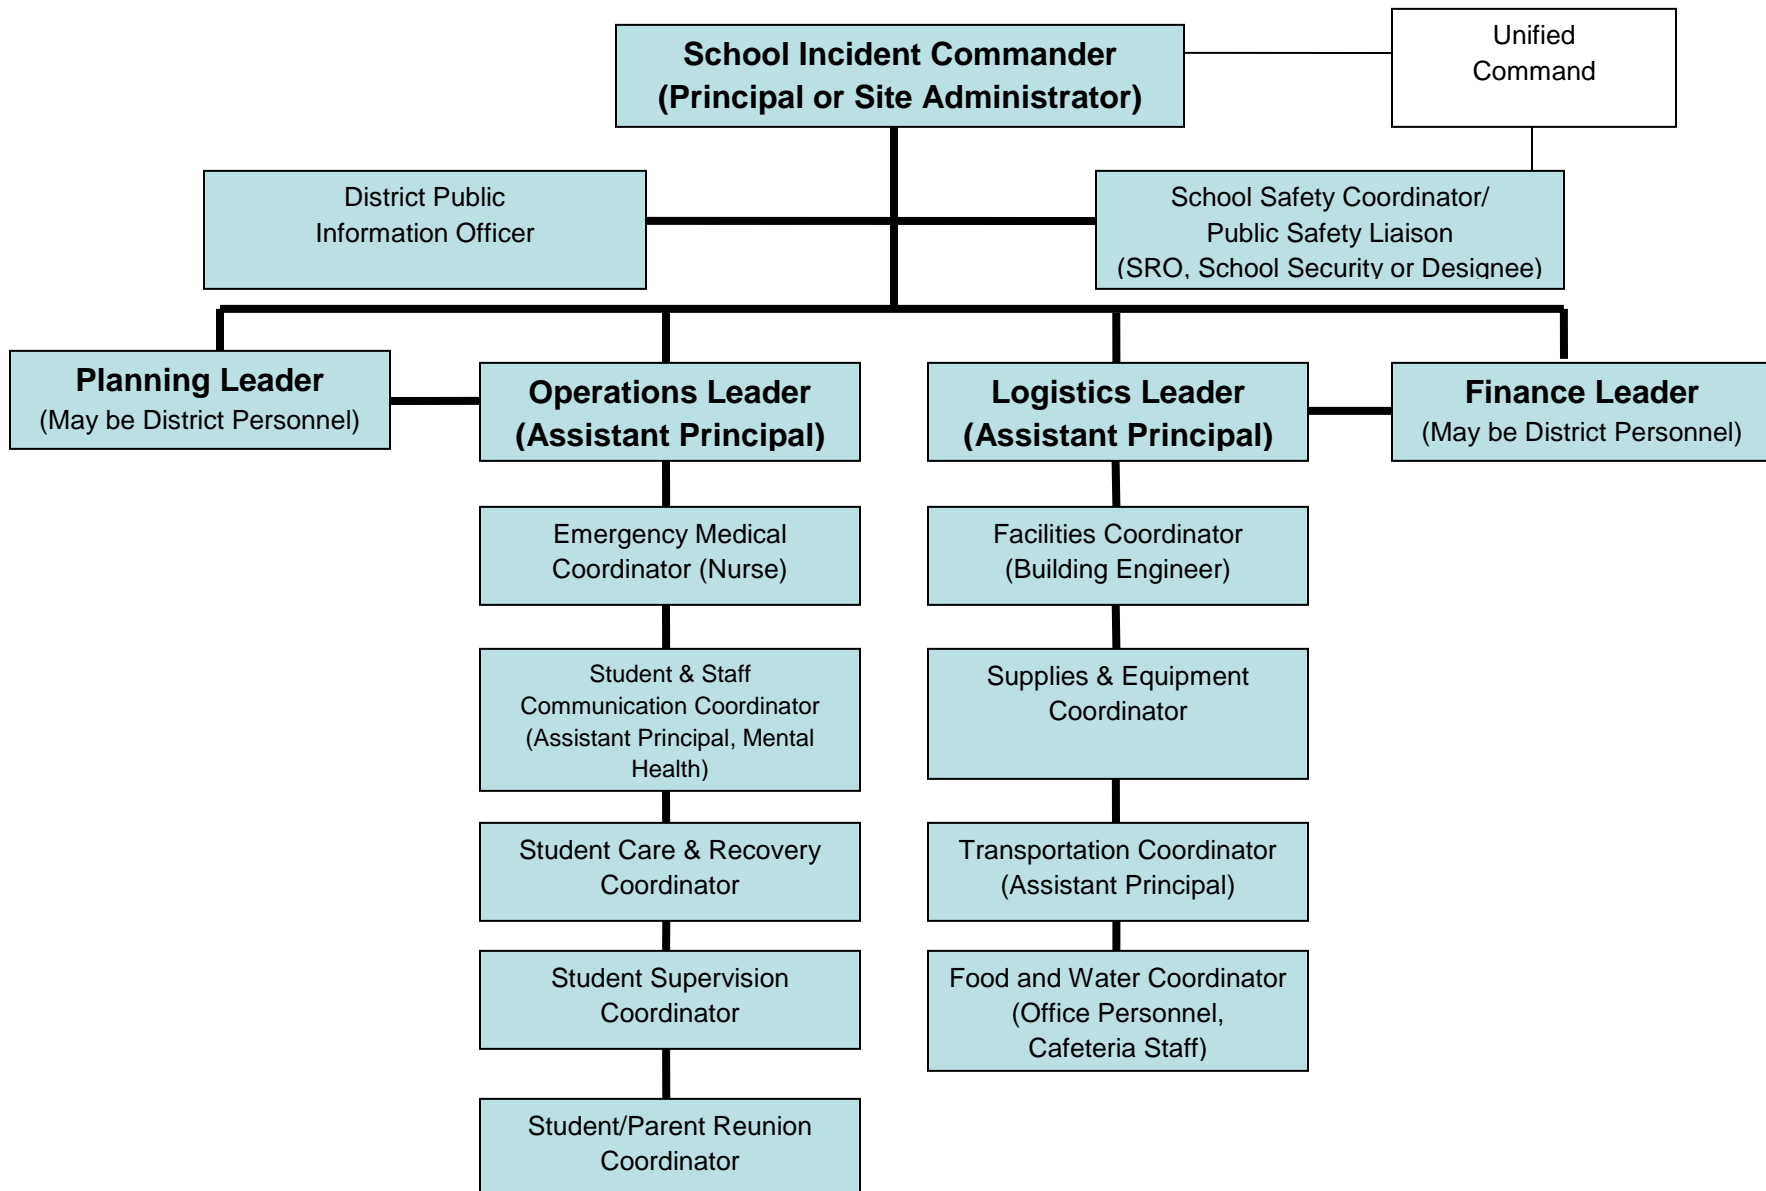 School Incident Commander
(Principal or Site Administrator)
Unified
Command
District Public
Information Officer
School Safety Coordinator/
Public Safety Liaison
(SRO, School Security or Designee)
Planning Leader
(May be District Personnel)
Operations Leader
(Assistant Principal)
Logistics Leader
(Assistant Principal)
Finance Leader
(May be District Personnel)
Emergency Medical
Coordinator (Nurse)
Facilities Coordinator
(Building Engineer)
Student & Staff
Communication Coordinator
(Assistant Principal, Mental
Health)
Supplies & Equipment
Coordinator
Student Care & Recovery
Coordinator
Transportation Coordinator
(Assistant Principal)
Student Supervision
Coordinator
Food and Water Coordinator
(Office Personnel,
Cafeteria Staff)
Student/Parent Reunion
Coordinator